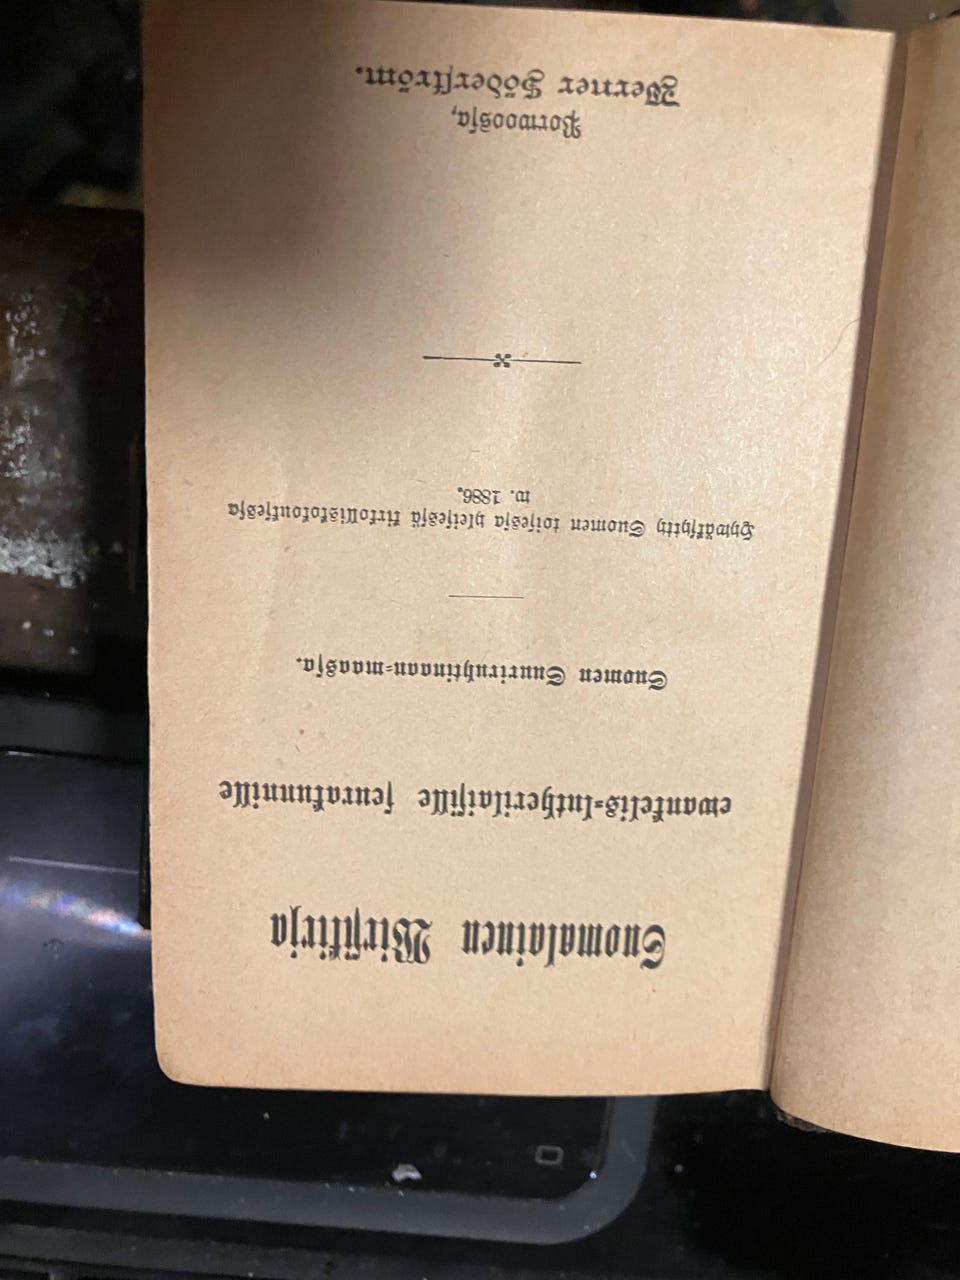 Suomalainen Wirsikirja
ewankelis-lutherilaisille seurakunnille
Suomen Suuriruhtinaan-maassa.
Hywäksytty Suomen toisessa yleisessä kirkolliskokouksessa
w. 1886.
Porwoossa,
Werner Söderström.